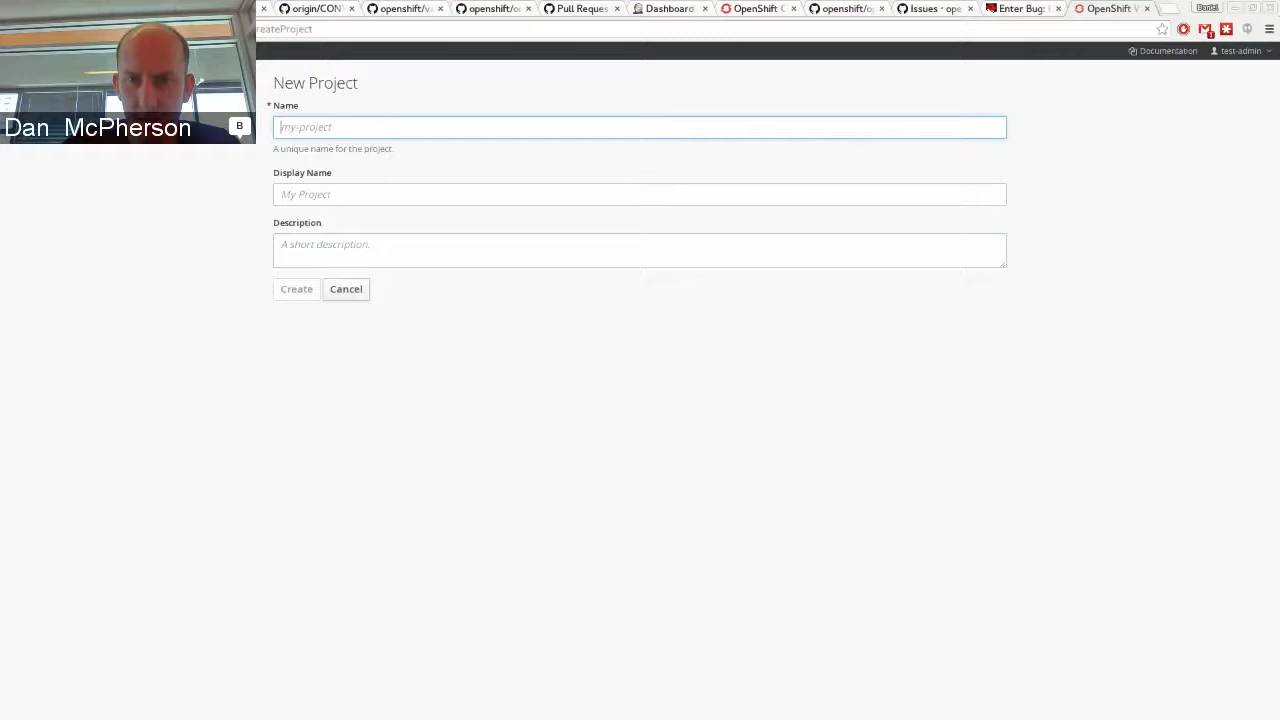 origin/CONT
openshift/v
openshift/o
Pull Reques
Dashboard
OpenShift C
openshift/o
Issues · ope
Enter Bug:
OpenShift V
Daniel
reateProject
Documentation
test-admin
New Project
* Name
my-project
A unique name for the project.
Display Name
My Project
Description
A short description.
Create
Cancel
Dan McPherson
B